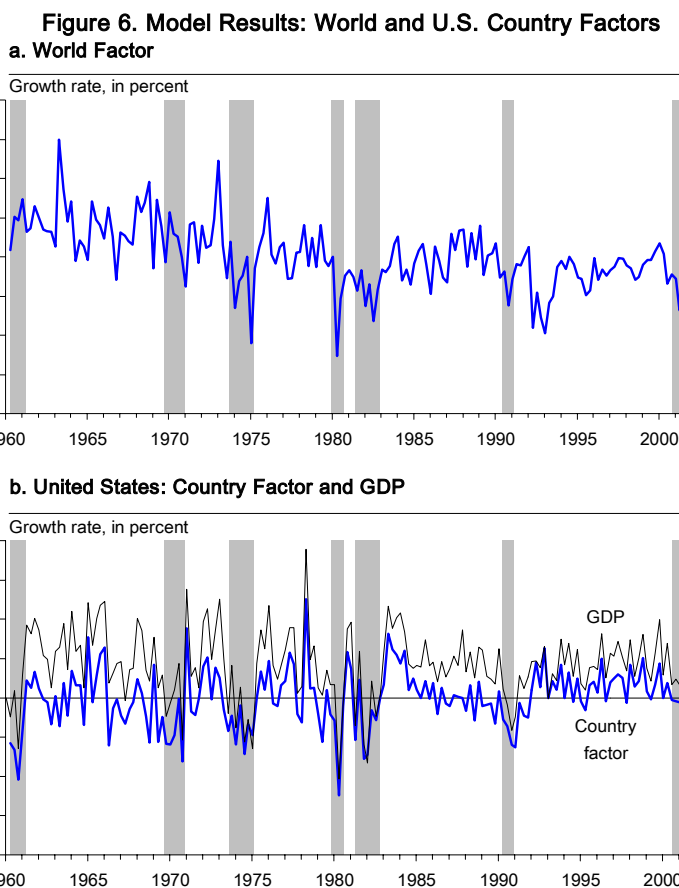 Figure 6. Model Results: World and U.S. Country Factors
a. World Factor
Growth rate, in percent
960 1965 1970 1975 1980 1985 1990 1995 2000
b. United States: Country Factor and GDP
Growth rate, in percent
GDP
Country
factor
960 1965 1970 1975 1980 1985 1990 1995 2000